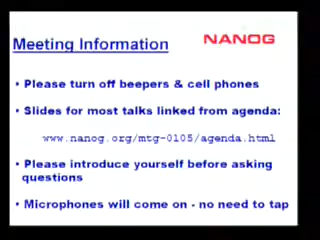 NANOG
Meeting Information
• Please turn off beepers & cell phones
• Slides for most talks linked from agenda:
www.nanog.org/mtg-0105/agenda.html
• Please introduce yourself before asking
questions
• Microphones will come on - no need to tap